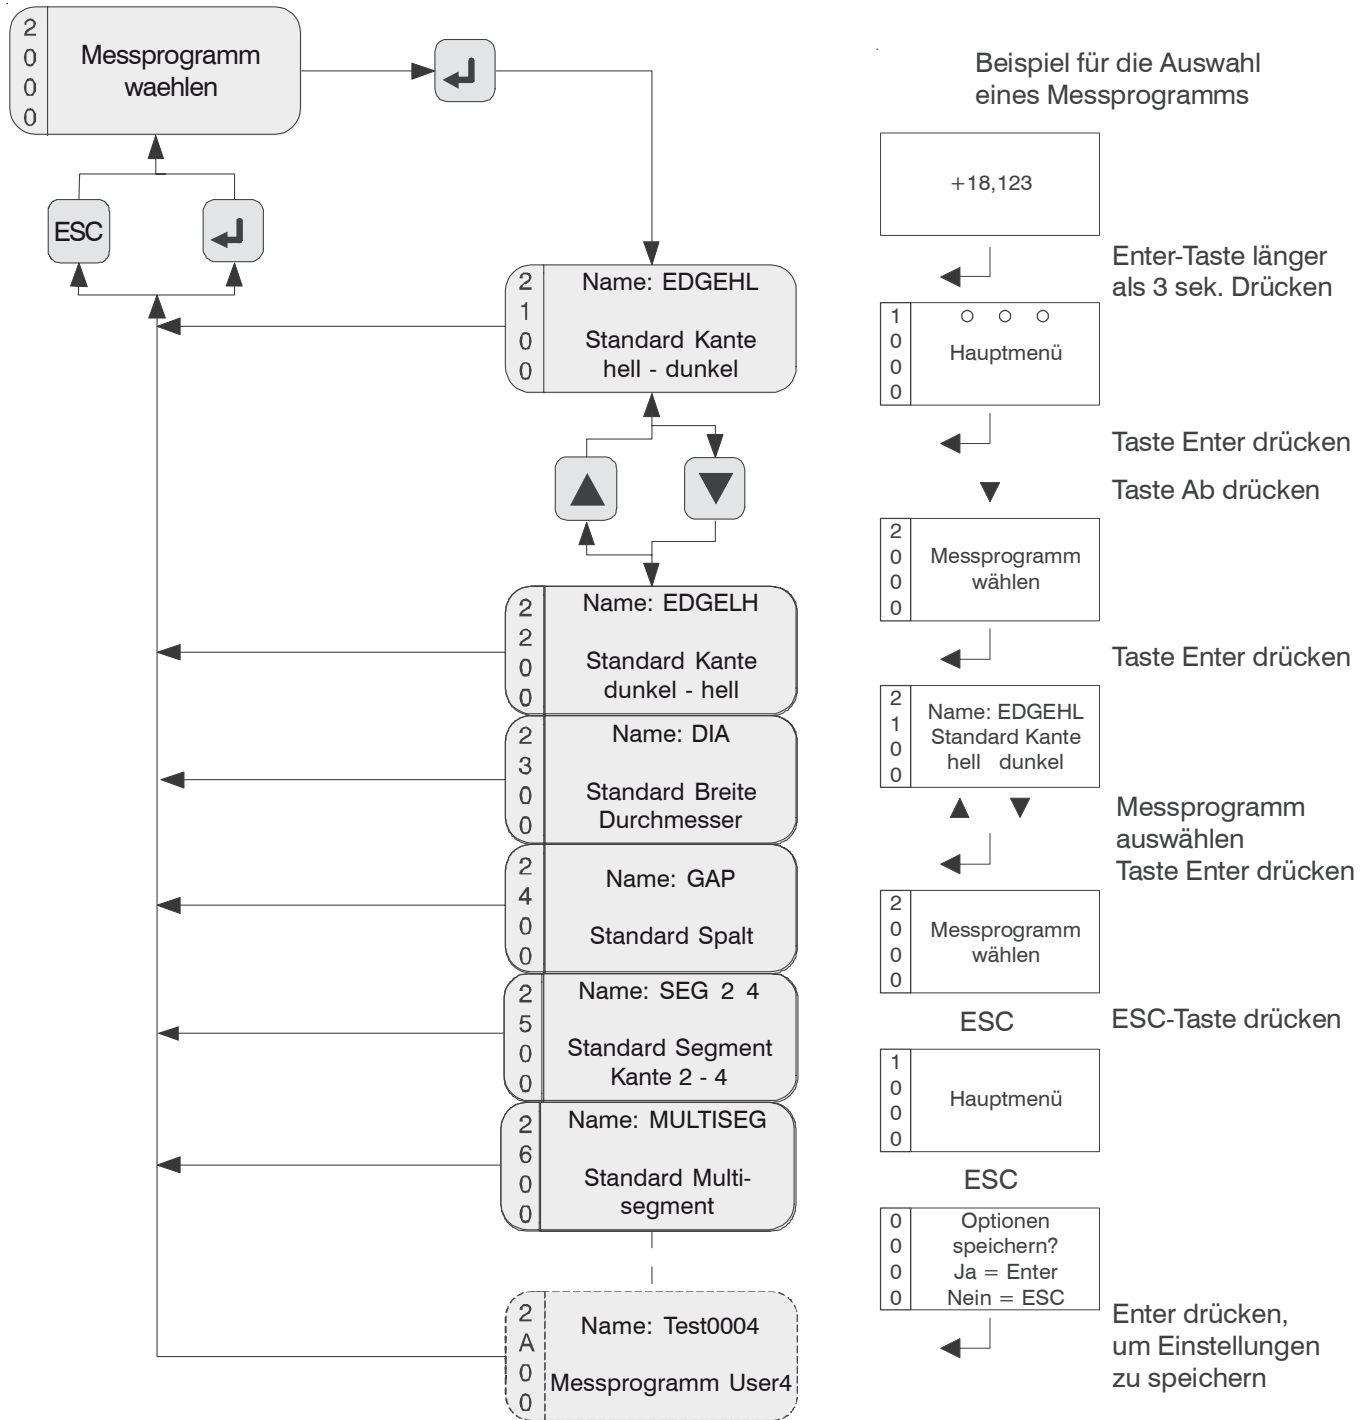 2
0
0
0
Messprogramm
waehlen
ESC
2
1
0
0
Name: EDGEHL
Standard Kante
hell - dunkel
2
2
0
0
Name: EDGELH
Standard Kante
dunkel - hell
2
3
0
0
Name: DIA
Standard Breite
Durchmesser
2
4
0
0
Name: GAP
Standard Spalt
2
5
0
0
Name: SEG 2 4
Standard Segment
Kante 2 - 4
2
6
0
0
Name: MULTISEG
Standard Multi-
segment
2
A
0
0
Name: Test0004
Messprogramm User4
Beispiel für die Auswahl
eines Messprogramms
+18,123
Enter-Taste länger
als 3 sek. Drücken
1
0
0
0
Hauptmenü
Taste Enter drücken
Taste Ab drücken
2
0
0
0
Messprogramm
wählen
Taste Enter drücken
2
1
0
0
Name: EDGEHL
Standard Kante
hell dunkel
Messprogramm
auswählen
Taste Enter drücken
2
0
0
0
Messprogramm
wählen
ESC
ESC-Taste drücken
1
0
0
0
Hauptmenü
ESC
0
0
0
0
Optionen
speichern?
Ja = Enter
Nein = ESC
Enter drücken,
um Einstellungen
zu speichern